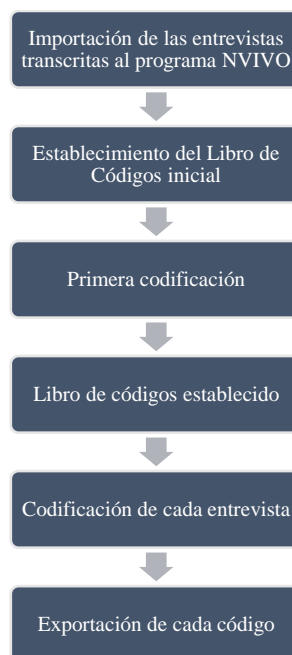 Importación de las entrevistas
transcritas al programa NVIVO
Establecimiento del Libro de
Códigos inicial
Primera codificación
Libro de códigos establecido
Codificación de cada entrevista
Exportación de cada código